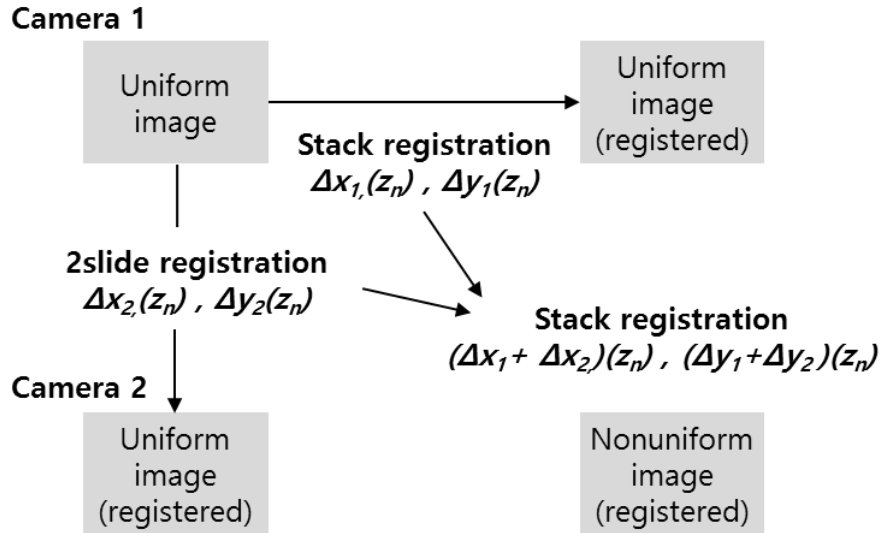 Camera 1
Uniform
image
Uniform
image
(registered)
Stack registration
Δx₁,(zₙ) , Δy₁(zₙ)
2slide registration
Δx₂,(zₙ) , Δy₂(zₙ)
Stack registration
(Δx₁+ Δx₂,)(zₙ) , (Δy₁+Δy₂)(zₙ)
Camera 2
Uniform
image
(registered)
Nonuniform
image
(registered)